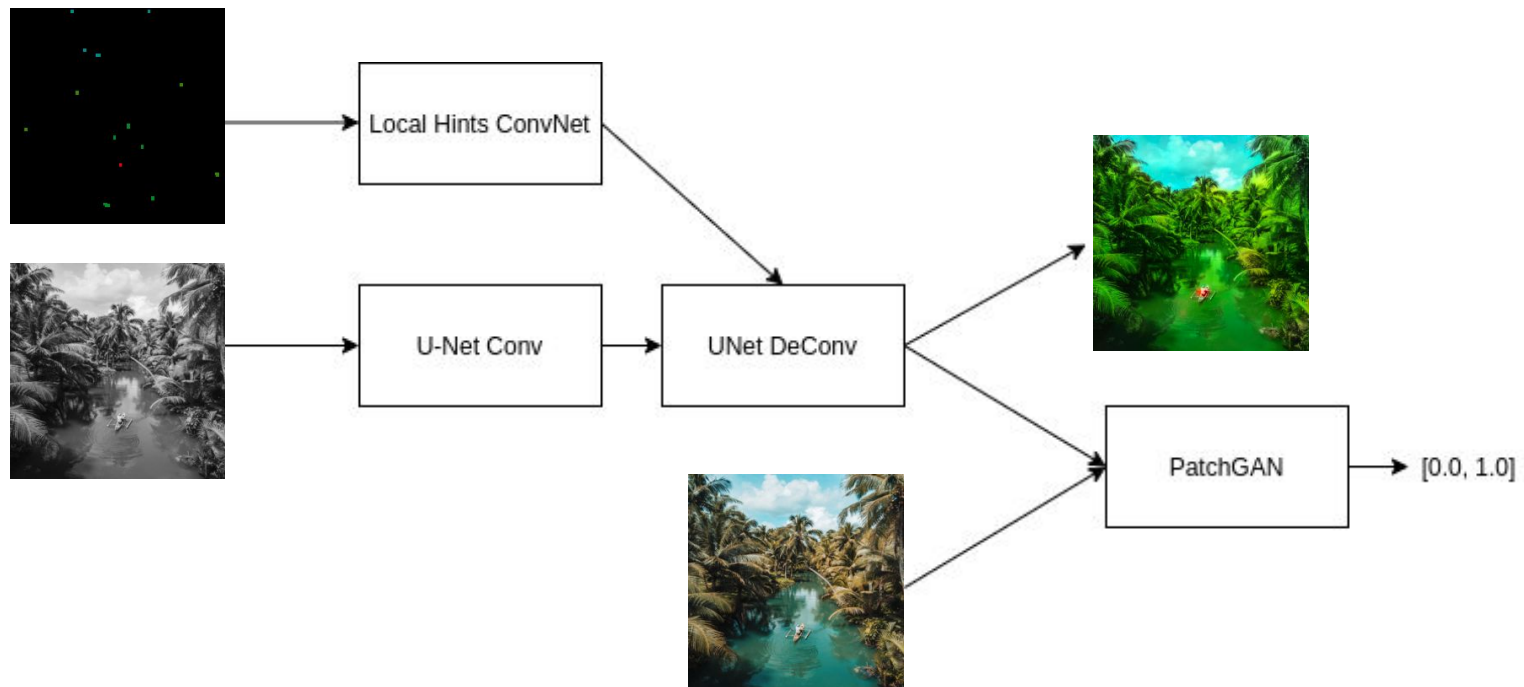 Local Hints ConvNet
U-Net Conv
UNet DeConv
PatchGAN
[0.0, 1.0]